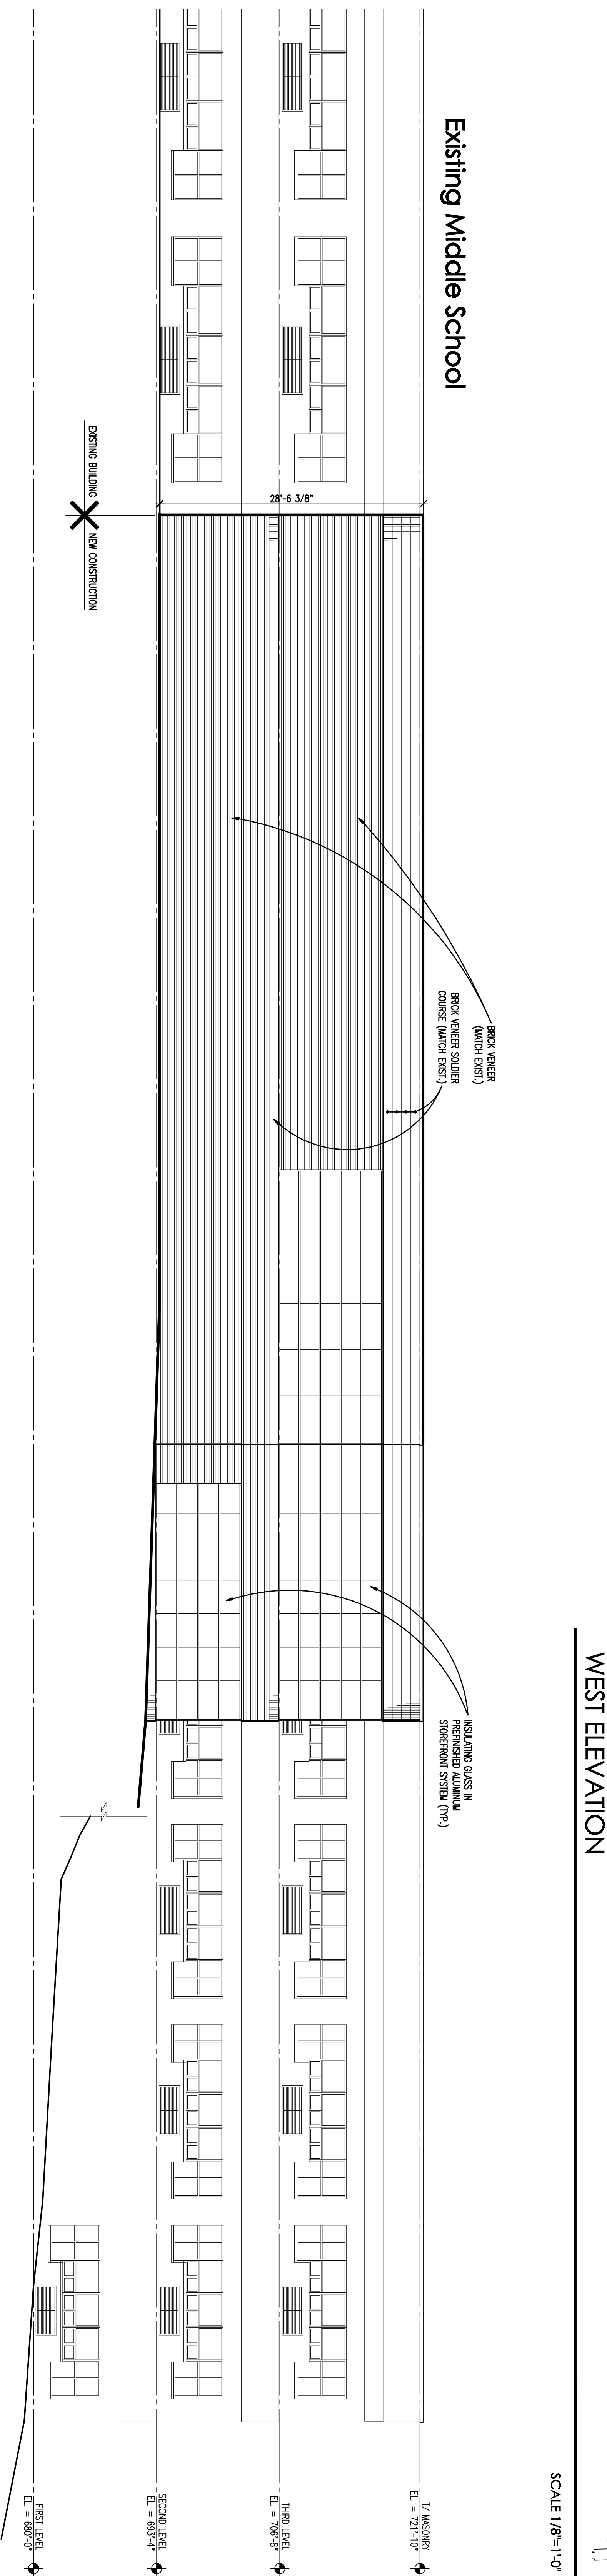 WEST ELEVATION
SCALE 1/8"=1'-0"
Existing Middle School
BRICK VENEER
(MATCH EXIST.)
BRICK VENEER SOLDIER
COURSE (MATCH EXIST.)
INSULATING GLASS IN
PREFINISHED ALUMINUM
STOREFRONT SYSTEM (TYP.)
T/ MASONRY
EL. = 721'-10"
28'-6 3/8"
THIRD LEVEL
EL. = 706'-8"
SECOND LEVEL
EL. = 693'-4"
EXISTING BUILDING
NEW CONSTRUCTION
FIRST LEVEL
EL. = 680'-0"